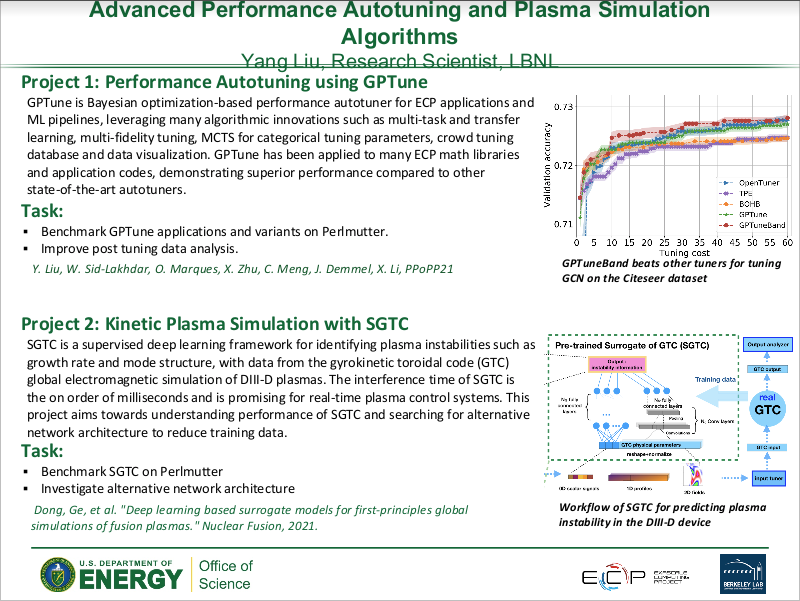 Advanced Performance Autotuning and Plasma Simulation
Algorithms
Yang Liu, Research Scientist, LBNL
Project 1: Performance Autotuning using GPTune
GPTune is Bayesian optimization-based performance autotuner for ECP applications and
ML pipelines, leveraging many algorithmic innovations such as multi-task and transfer
learning, multi-fidelity tuning, MCTS for categorical tuning parameters, crowd tuning
database and data visualization. GPTune has been applied to many ECP math libraries
and application codes, demonstrating superior performance compared to other
state-of-the-art autotuners.
Task:
▪ Benchmark GPTune applications and variants on Perlmutter.
▪ Improve post tuning data analysis.
Y. Liu, W. Sid-Lakhdar, O. Marques, X. Zhu, C. Meng, J. Demmel, X. Li, PPoPP21
Validation accuracy
0.73
0.72
0.71
OpenTuner
TPE
BOHB
GPTune
GPTuneBand
0 5 10 15 20 25 30 35 40 45 50 55 60
Tuning cost
GPTuneBand beats other tuners for tuning
GCN on the Citeseer dataset
Project 2: Kinetic Plasma Simulation with SGTC
SGTC is a supervised deep learning framework for identifying plasma instabilities such as
growth rate and mode structure, with data from the gyrokinetic toroidal code (GTC)
global electromagnetic simulation of DIII-D plasmas. The interference time of SGTC is
the on order of milliseconds and is promising for real-time plasma control systems. This
project aims towards understanding performance of SGTC and searching for alternative
network architecture to reduce training data.
Task:
▪ Benchmark SGTC on Perlmutter
▪ Investigate alternative network architecture
Dong, Ge, et al. "Deep learning based surrogate models for first-principles global
simulations of fusion plasmas." Nuclear Fusion, 2021.
Pre-trained Surrogate of GTC (SGTC)
Output:
instability information
N₂ fully
connected
layers
connected layers
Nₑ Conv layers
GTC physical parameters
reshape+normalize
0D scalar signals
1D profiles
2D fields
Training data
Output analyzer
GTC output
real
GTC
GTC input
Input tuner
Workflow of SGTC for predicting plasma
instability in the DIII-D device
U.S. DEPARTMENT OF
ENERGY
Office of
Science
ECP
EXASCALE
COMPUTING
PROJECT
BERKELEY LAB